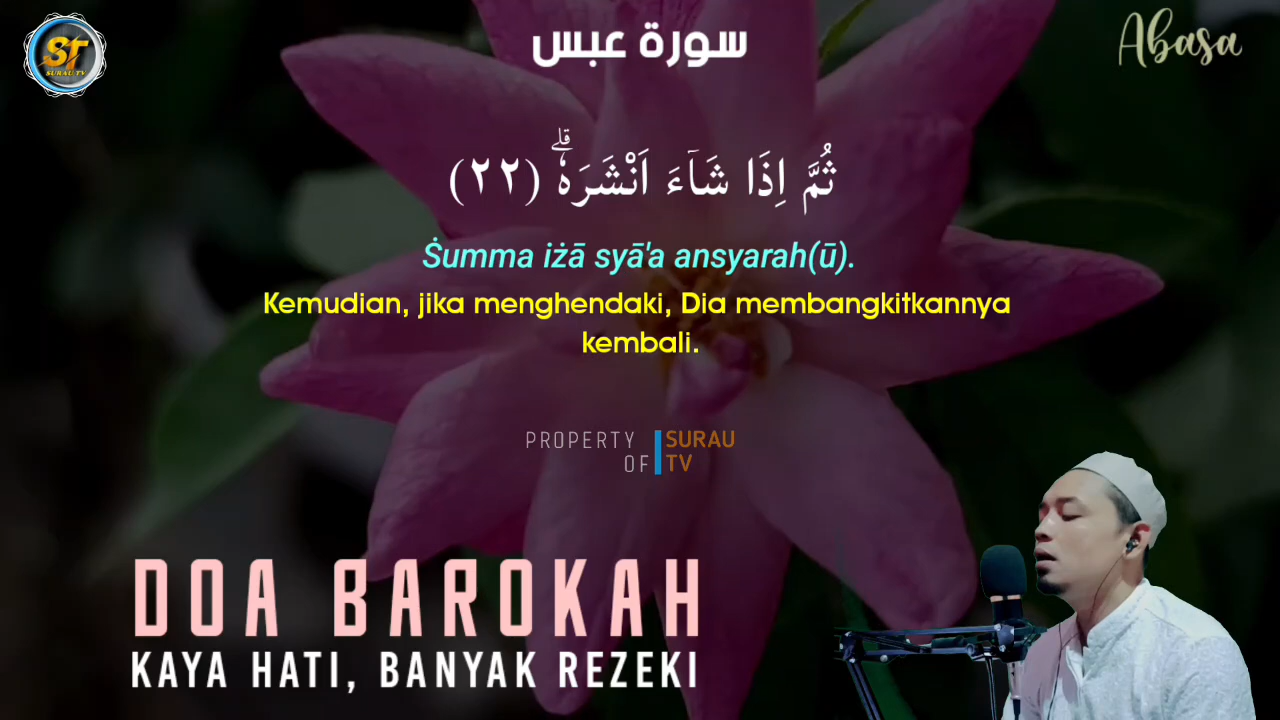 ST
SURAU TV
سورة عبس
Abasa
ثُمَّ اِذَا شَاۤءَ اَنْشَرَهٗۗ (٢٢)
Ṡumma iżā syā'a ansyarah(ū).
Kemudian, jika menghendaki, Dia membangkitkannya
kembali.
PROPERTY OF
SURAU TV
DOA BAROKAH
KAYA HATI, BANYAK REZEKI